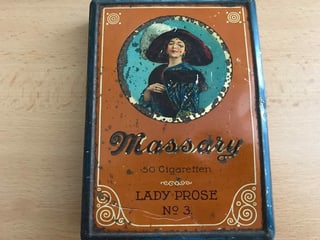 Massary
50 Cigaretten
LADY PROSE
Nº 3